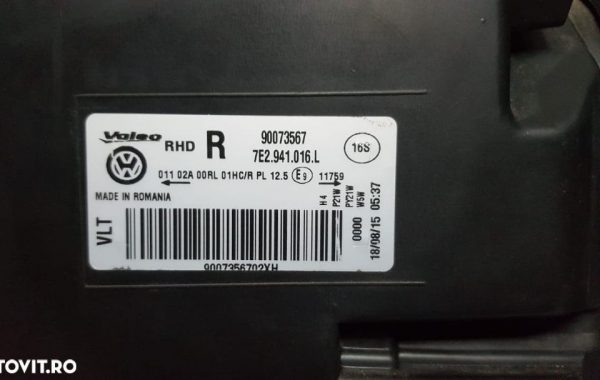 Valeo RHD R 90073567
7E2.941.016.L
16S
011 02A 00RL 01HC/R PL 12.5 E9 11759
MADE IN ROMANIA
H4
P21W
PY21W
W5W
0000
18/08/15 05:37
VLT
9007356702XH
TOVIT.RO